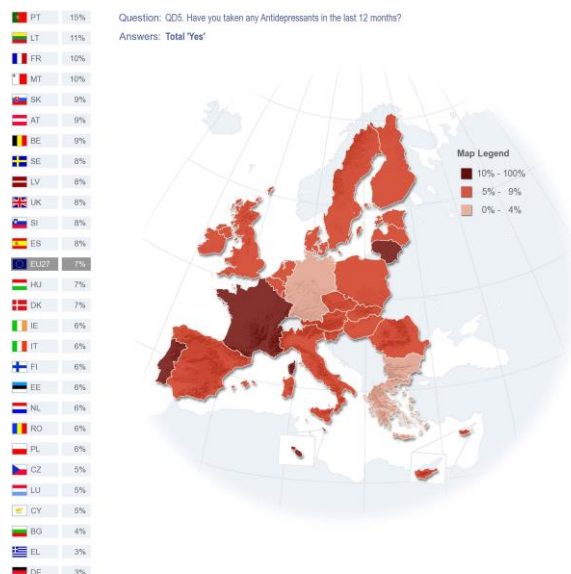 Question: QD5. Have you taken any Antidepressants in the last 12 months?
Answers: Total 'Yes'
PT 15%
LT 11%
FR 10%
MT 10%
SK 9%
AT 9%
BE 9%
SE 8%
LV 8%
UK 8%
SI 8%
ES 8%
EU27 7%
HU 7%
DK 7%
IE 6%
IT 6%
FI 6%
EE 6%
NL 6%
RO 6%
PL 6%
CZ 5%
LU 5%
CY 5%
BG 4%
EL 3%
DE 3%
Map Legend
10% - 100%
5% - 9%
0% - 4%